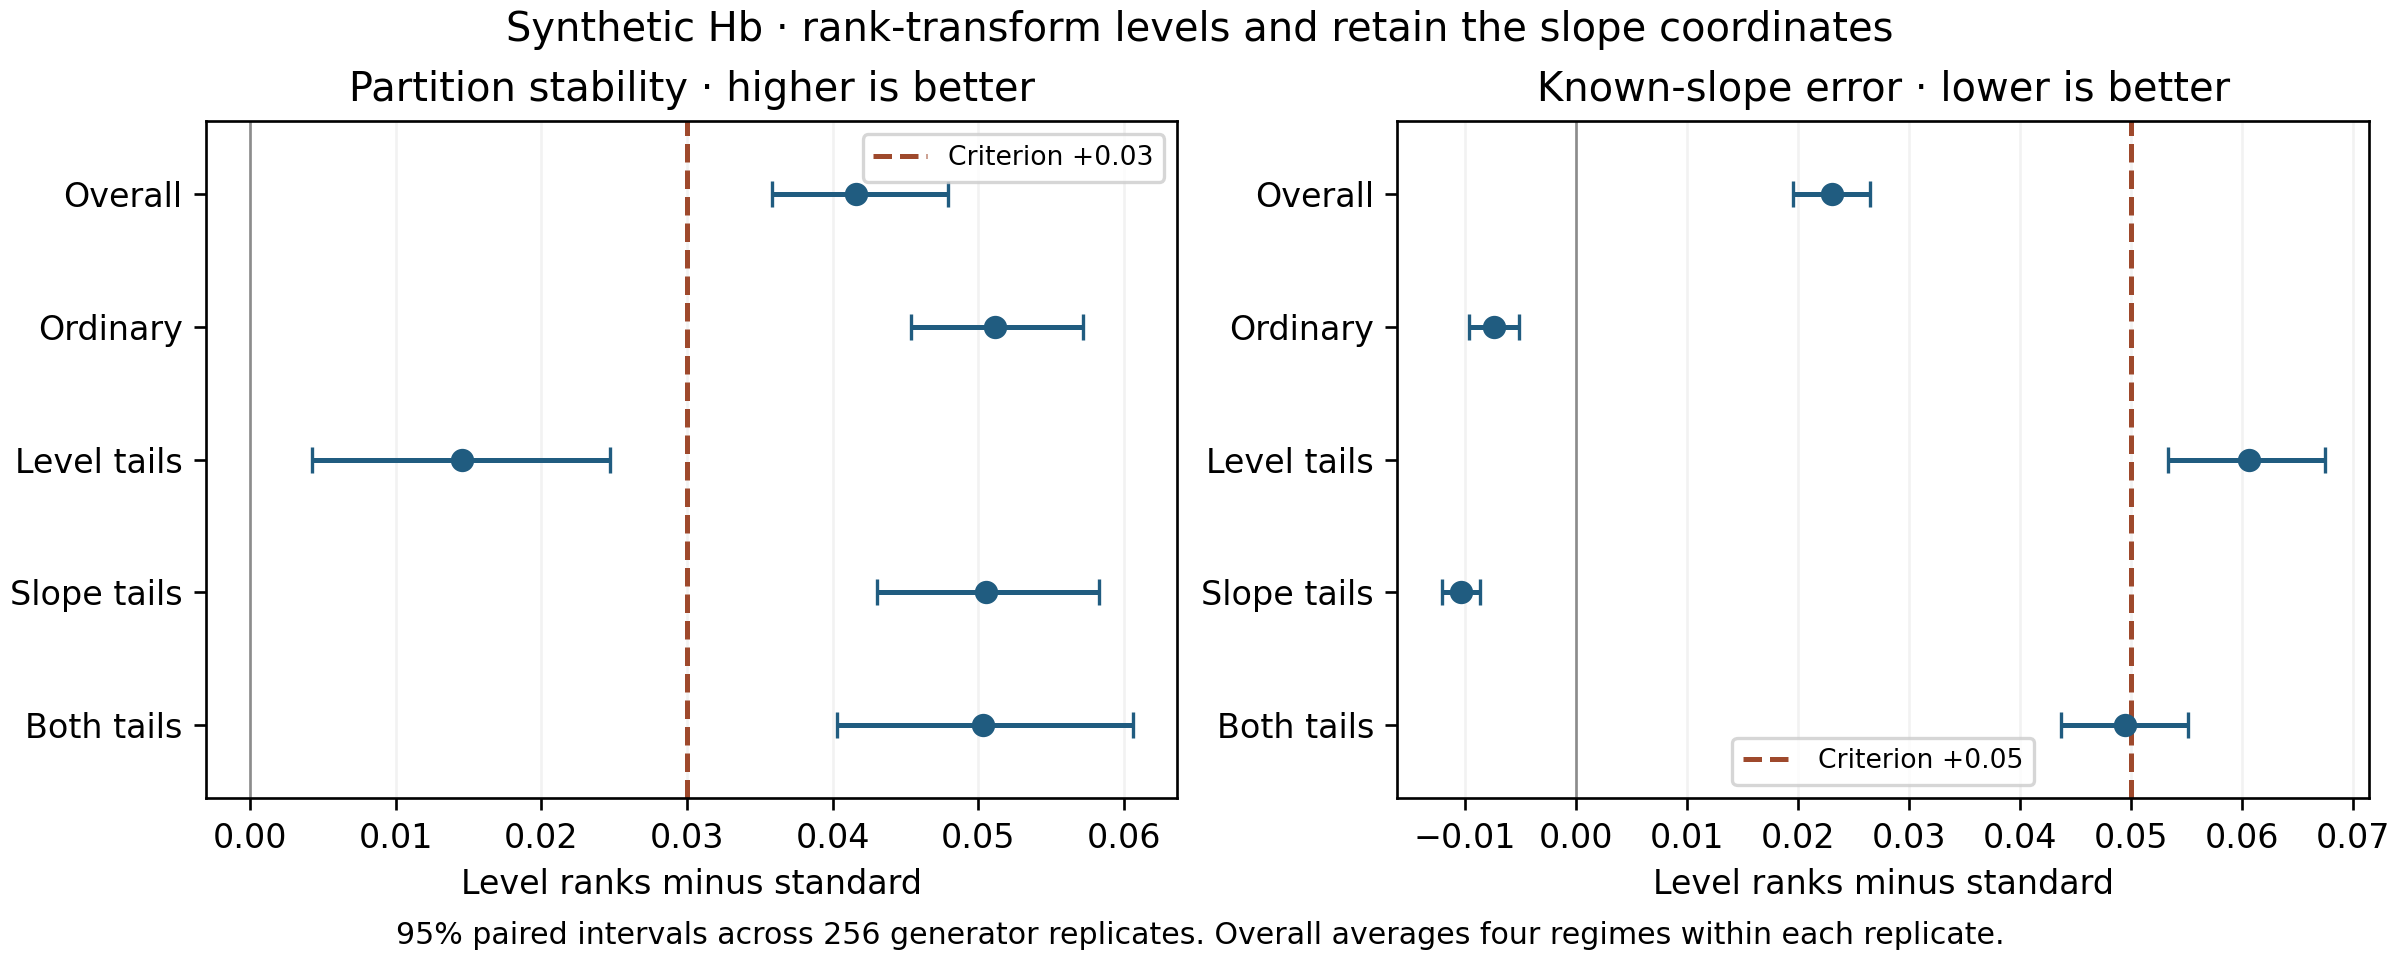 Synthetic Hb · rank-transform levels and retain the slope coordinates
Partition stability · higher is better
Criterion +0.03
Overall
Ordinary
Level tails
Slope tails
Both tails
0.00 0.01 0.02 0.03 0.04 0.05 0.06
Level ranks minus standard
Known-slope error · lower is better
Overall
Ordinary
Level tails
Slope tails
Both tails
Criterion +0.05
−0.01 0.00 0.01 0.02 0.03 0.04 0.05 0.06 0.07
Level ranks minus standard
95% paired intervals across 256 generator replicates. Overall averages four regimes within each replicate.